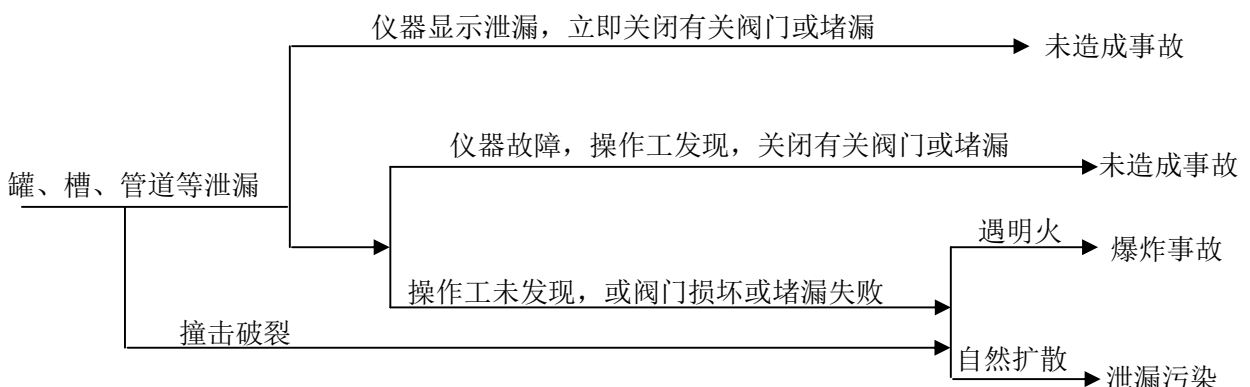 仪器显示泄漏，立即关闭有关阀门或堵漏
未造成事故
仪器故障，操作工发现，关闭有关阀门或堵漏
未造成事故
罐、槽、管道等泄漏
遇明火
爆炸事故
操作工未发现，或阀门损坏或堵漏失败
撞击破裂
自然扩散
泄漏污染